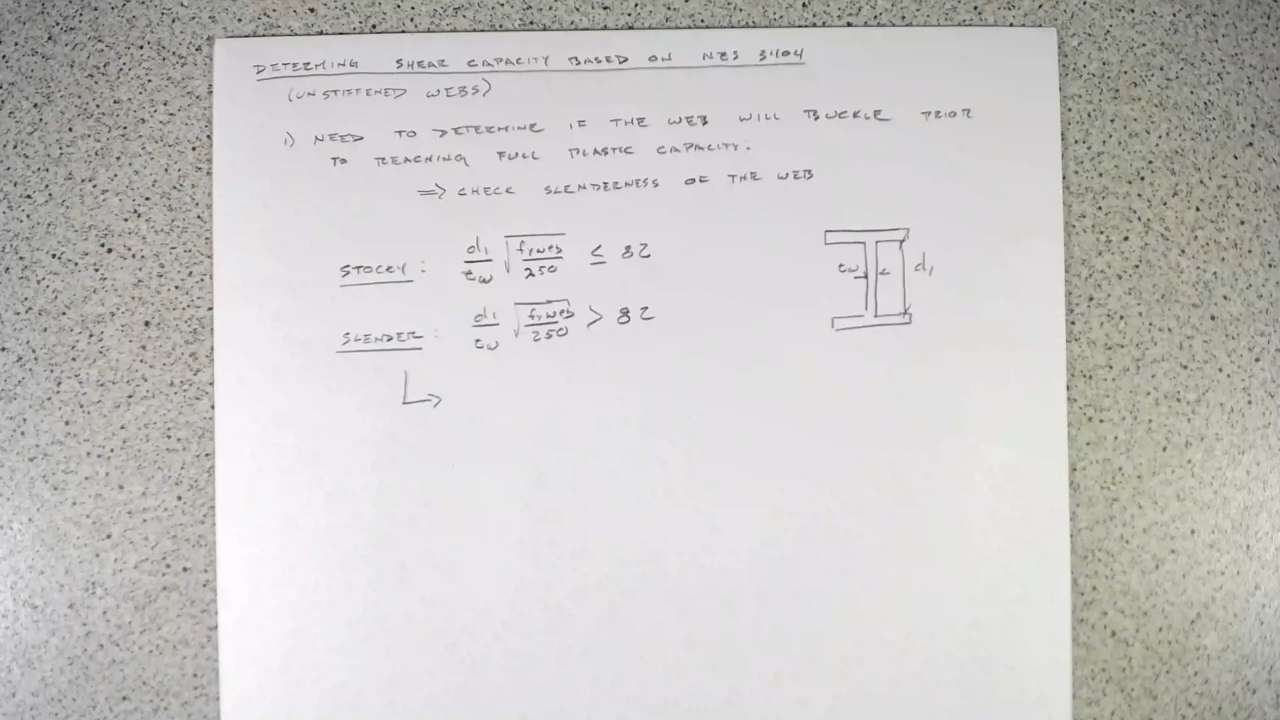 DETERMING SHEAR CAPACITY BASED ON NZS 3404
(UNSTIFFENED WEBS)
1) NEED TO DETERMINE IF THE WEB WILL BUCKLE PRIOR
TO REACHING FULL PLASTIC CAPACITY.
=> CHECK SLENDERNESS OF THE WEB
STOCKY : d1/tw √(fyweb/250) ≤ 82
tw d1
SLENDER : d1/tw √(fyweb/250) > 82